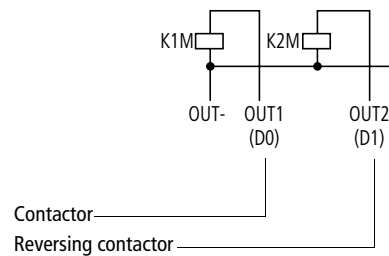 K1M K2M
OUT- OUT1 OUT2
(D0) (D1)
Contactor
Reversing contactor